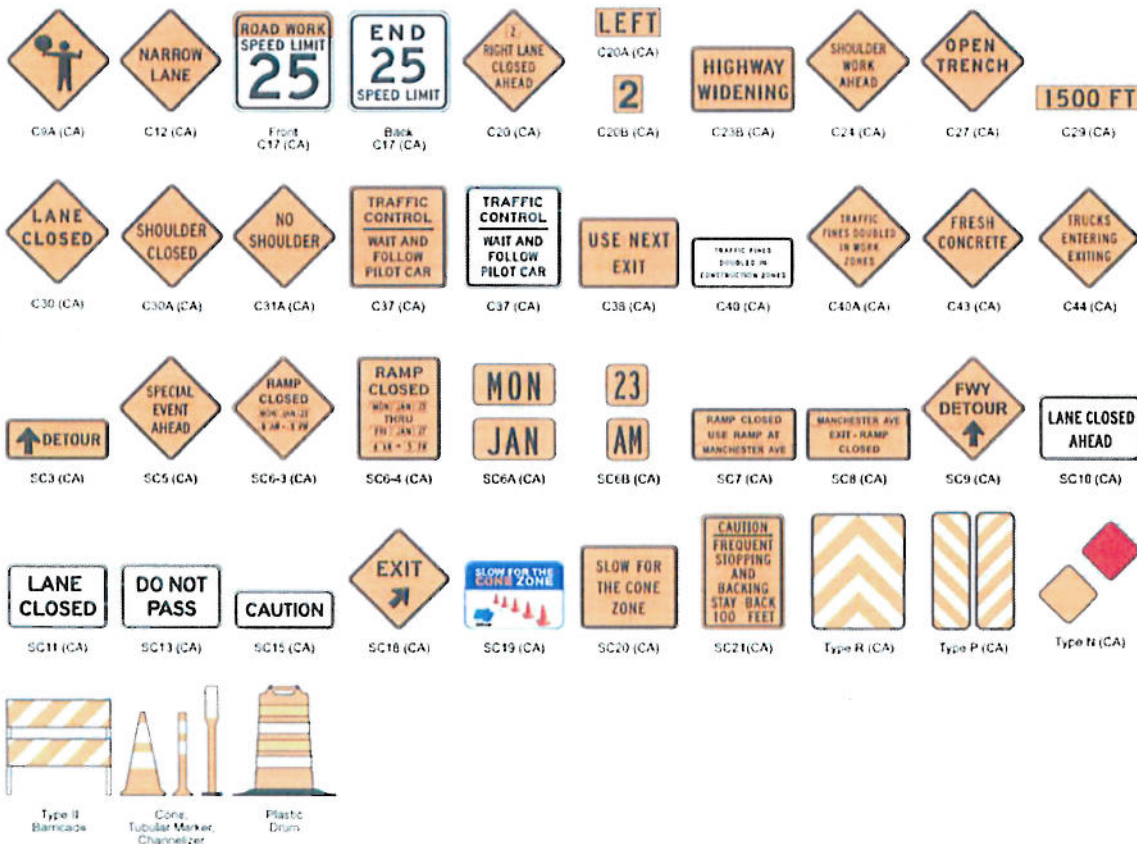 NARROW
LANE
ROAD WORK
SPEED LIMIT
25
END
25
SPEED LIMIT
2
RIGHT LANE
CLOSED
AHEAD
LEFT
C20A (CA)
2
HIGHWAY
WIDENING
SHOULDER
WORK
AHEAD
OPEN
TRENCH
1500 FT
C9A (CA)
C12 (CA)
Front
C17 (CA)
Back
C17 (CA)
C20 (CA)
C20B (CA)
C23B (CA)
C24 (CA)
C27 (CA)
C29 (CA)
LANE
CLOSED
SHOULDER
CLOSED
NO
SHOULDER
TRAFFIC
CONTROL
WAIT AND
FOLLOW
PILOT CAR
TRAFFIC
CONTROL
WAIT AND
FOLLOW
PILOT CAR
USE NEXT
EXIT
TRAFFIC FINES
DOUBLED IN
CONSTRUCTION ZONES
TRAFFIC
FINES DOUBLED
IN WORK
ZONES
FRESH
CONCRETE
TRUCKS
ENTERING
EXITING
C30 (CA)
C30A (CA)
C31A (CA)
C37 (CA)
C37 (CA)
C38 (CA)
C40 (CA)
C40A (CA)
C43 (CA)
C44 (CA)
DETOUR
SPECIAL
EVENT
AHEAD
RAMP
CLOSED
RAMP
CLOSED
THRU
MON
JAN
23
AM
RAMP CLOSED
USE RAMP AT
MANCHESTER AVE
MANCHESTER AVE
EXIT-RAMP
CLOSED
FWY
DETOUR
LANE CLOSED
AHEAD
SC3 (CA)
SC5 (CA)
SC6-3 (CA)
SC6-4 (CA)
SC6A (CA)
SC6B (CA)
SC7 (CA)
SC8 (CA)
SC9 (CA)
SC10 (CA)
LANE
CLOSED
DO NOT
PASS
CAUTION
EXIT
SLOW FOR THE
CONE ZONE
SLOW FOR
THE CONE
ZONE
CAUTION
FREQUENT
STOPPING
AND
BACKING
STAY BACK
100 FEET
SC11 (CA)
SC13 (CA)
SC15 (CA)
SC18 (CA)
SC19 (CA)
SC20 (CA)
SC21(CA)
Type R (CA)
Type P (CA)
Type N (CA)
Type II
Barricade
Cone,
Tubular Marker,
Channelizer
Plastic
Drum